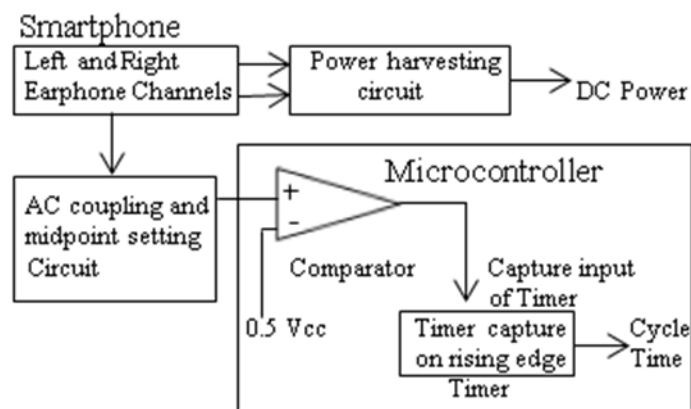 Smartphone
Left and Right
Earphone Channels
Power harvesting
circuit
DC Power
AC coupling and
midpoint setting
Circuit
Microcontroller
+
-
Comparator
0.5 Vcc
Capture input
of Timer
Timer capture
on rising edge
Timer
Cycle
Time